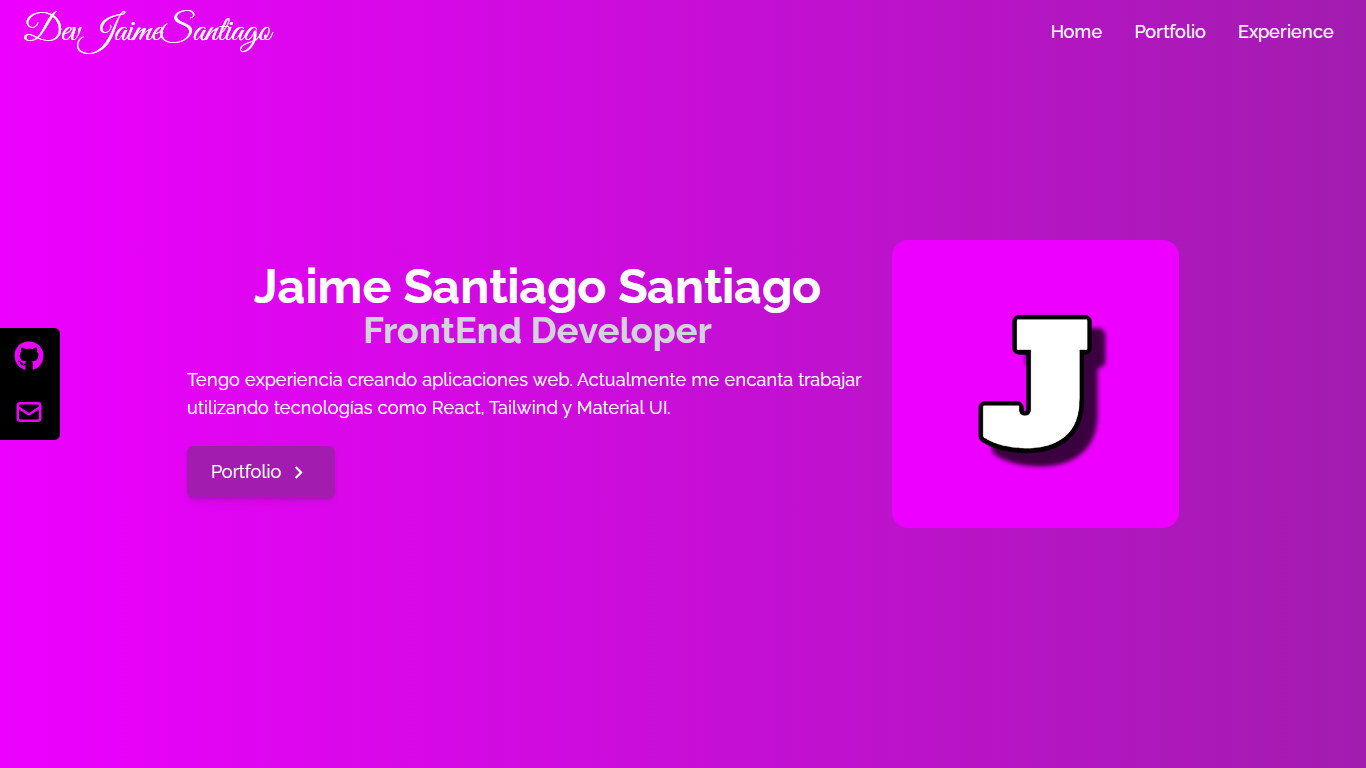 Dev JaimeSantiago
Home
Portfolio
Experience
Jaime Santiago Santiago
FrontEnd Developer
Tengo experiencia creando aplicaciones web. Actualmente me encanta trabajar
utilizando tecnologías como React, Tailwind y Material UI.
Portfolio
J